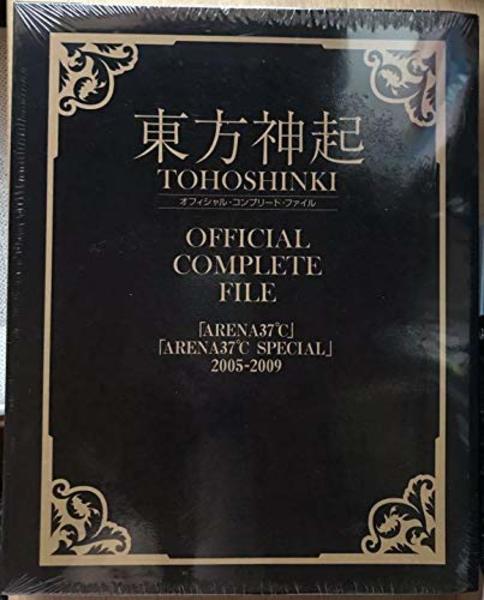 東方神起
TOHOSHINKI
オフィシャル・コンプリート・ファイル
OFFICIAL
COMPLETE
FILE
「ARENA37℃」
「ARENA37℃ SPECIAL」
2005-2009